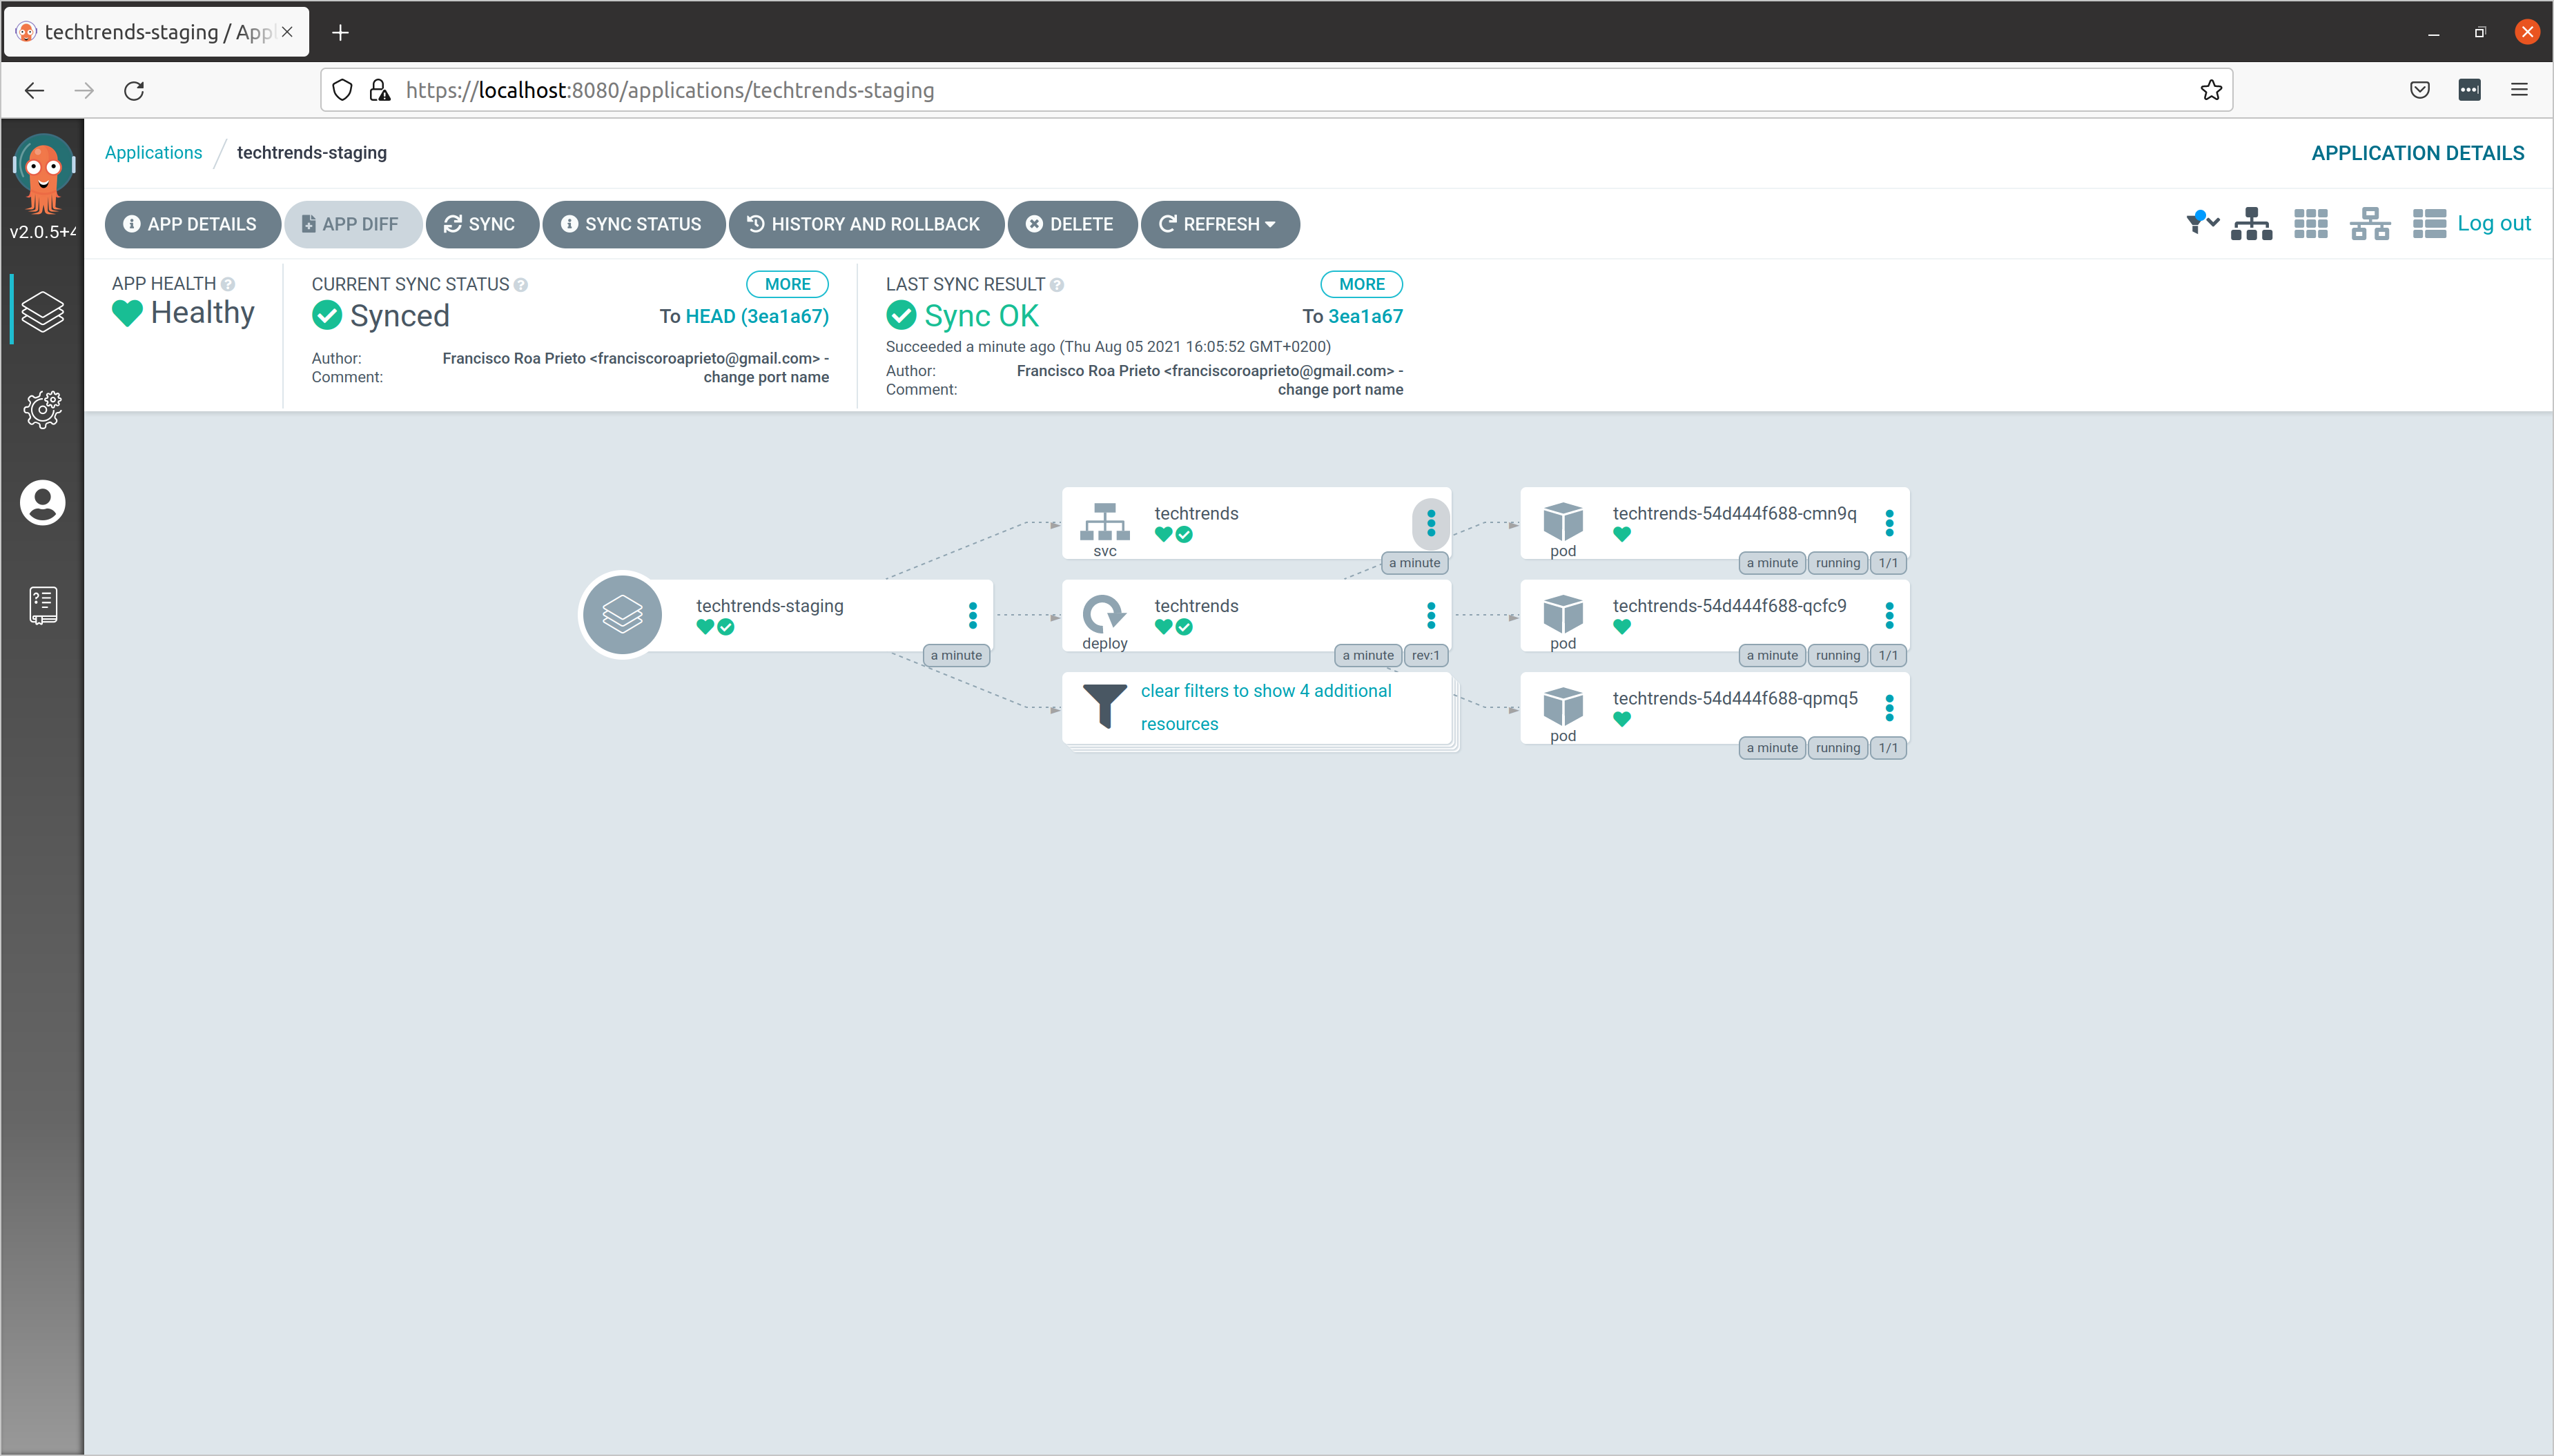 techtrends-staging / App
https://localhost:8080/applications/techtrends-staging
v2.0.5+4
Applications / techtrends-staging
APPLICATION DETAILS
APP DETAILS
APP DIFF
SYNC
SYNC STATUS
HISTORY AND ROLLBACK
DELETE
REFRESH
Log out
APP HEALTH
Healthy
CURRENT SYNC STATUS
MORE
Synced
To HEAD (3ea1a67)
Author: Francisco Roa Prieto <franciscoroaprieto@gmail.com> -
Comment: change port name
LAST SYNC RESULT
MORE
Sync OK
To 3ea1a67
Succeeded a minute ago (Thu Aug 05 2021 16:05:52 GMT+0200)
Author: Francisco Roa Prieto <franciscoroaprieto@gmail.com> -
Comment: change port name
techtrends-staging
a minute
techtrends
svc
a minute
techtrends
deploy
a minute rev:1
clear filters to show 4 additional
resources
techtrends-54d444f688-cmn9q
pod
a minute running 1/1
techtrends-54d444f688-qcfc9
pod
a minute running 1/1
techtrends-54d444f688-qpmq5
pod
a minute running 1/1